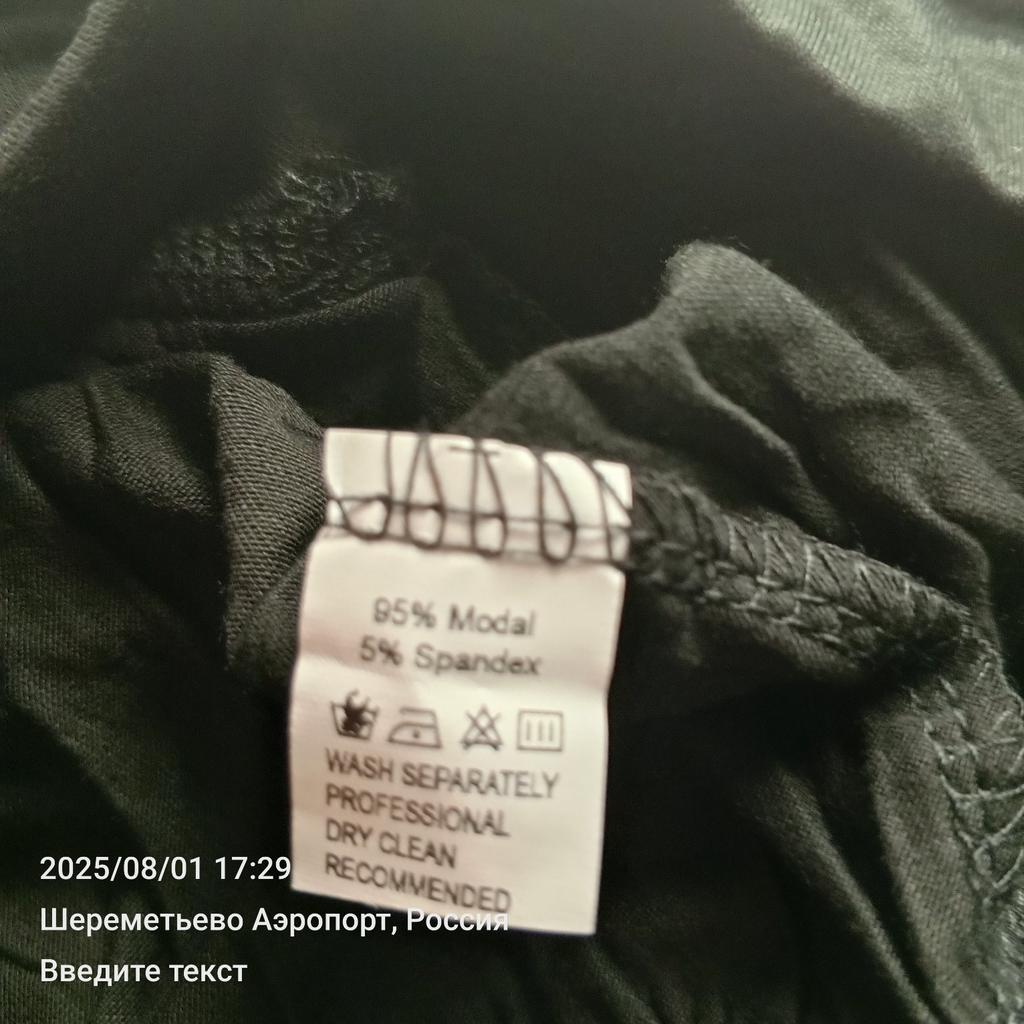 95% Modal
5% Spandex
WASH SEPARATELY
PROFESSIONAL
DRY CLEAN
RECOMMENDED
2025/08/01 17:29
Шереметьево Аэропорт, Россия
Введите текст